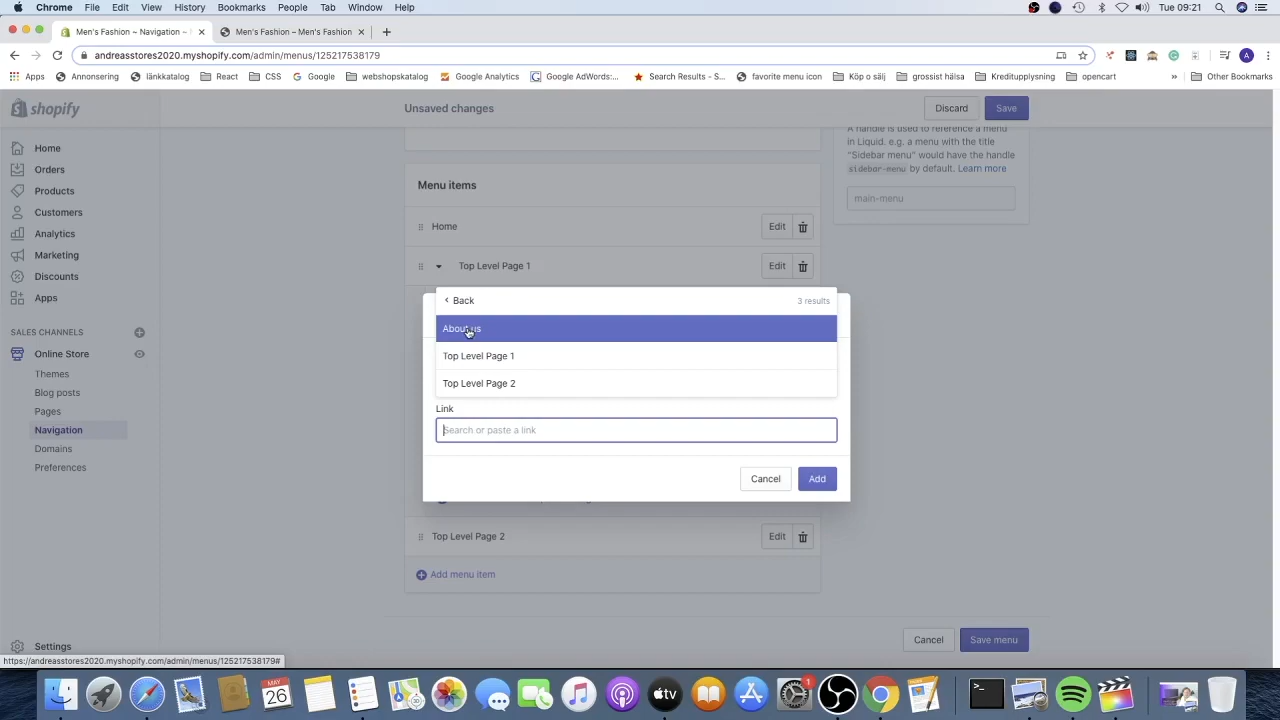 Chrome File Edit View History Bookmarks People Tab Window Help Tue 09:21
Men's Fashion ~ Navigation ~ Men's Fashion – Men's Fashion
andreasstores2020.myshopify.com/admin/menus/125217538179
Apps Annonsering länkkatalog React CSS Google webshopskatalog Google Analytics Google AdWords:... Search Results - S... favorite menu icon Köp o sälj grossist hälsa Kreditupplysning opencart » Other Bookmarks
shopify Unsaved changes Discard Save
Home
Orders
Products
Customers
Analytics
Marketing
Discounts
Apps
SALES CHANNELS
Online Store
Themes
Blog posts
Pages
Navigation
Domains
Preferences
Settings
A handle is used to reference a menu
in Liquid. e.g. a menu with the title
"Sidebar menu" would have the handle
sidebar-menu by default. Learn more
main-menu
Menu items
Home Edit
Top Level Page 1 Edit
Back 3 results
About us
Top Level Page 1
Top Level Page 2
Link
Search or paste a link
Cancel Add
Top Level Page 2 Edit
Add menu item
Cancel Save menu
https://andreasstores2020.myshopify.com/admin/menus/125217538179#
MAY
26
tv
1